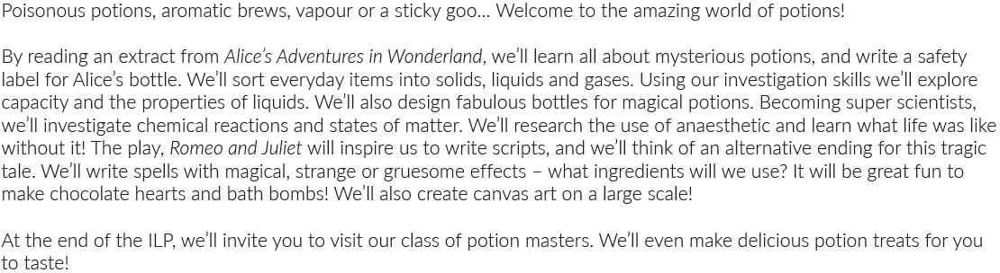 Poisonous potions, aromatic brews, vapour or a sticky goo... Welcome to the amazing world of potions!
By reading an extract from Alice's Adventures in Wonderland, we'll learn all about mysterious potions, and write a safety
label for Alice's bottle. We'll sort everyday items into solids, liquids and gases. Using our investigation skills we'll explore
capacity and the properties of liquids. We'll also design fabulous bottles for magical potions. Becoming super scientists,
we'll investigate chemical reactions and states of matter. We'll research the use of anaesthetic and learn what life was like
without it! The play, Romeo and Juliet will inspire us to write scripts, and we'll think of an alternative ending for this tragic
tale. We'll write spells with magical, strange or gruesome effects – what ingredients will we use? It will be great fun to
make chocolate hearts and bath bombs! We'll also create canvas art on a large scale!
At the end of the ILP, we'll invite you to visit our class of potion masters. We'll even make delicious potion treats for you
to taste!